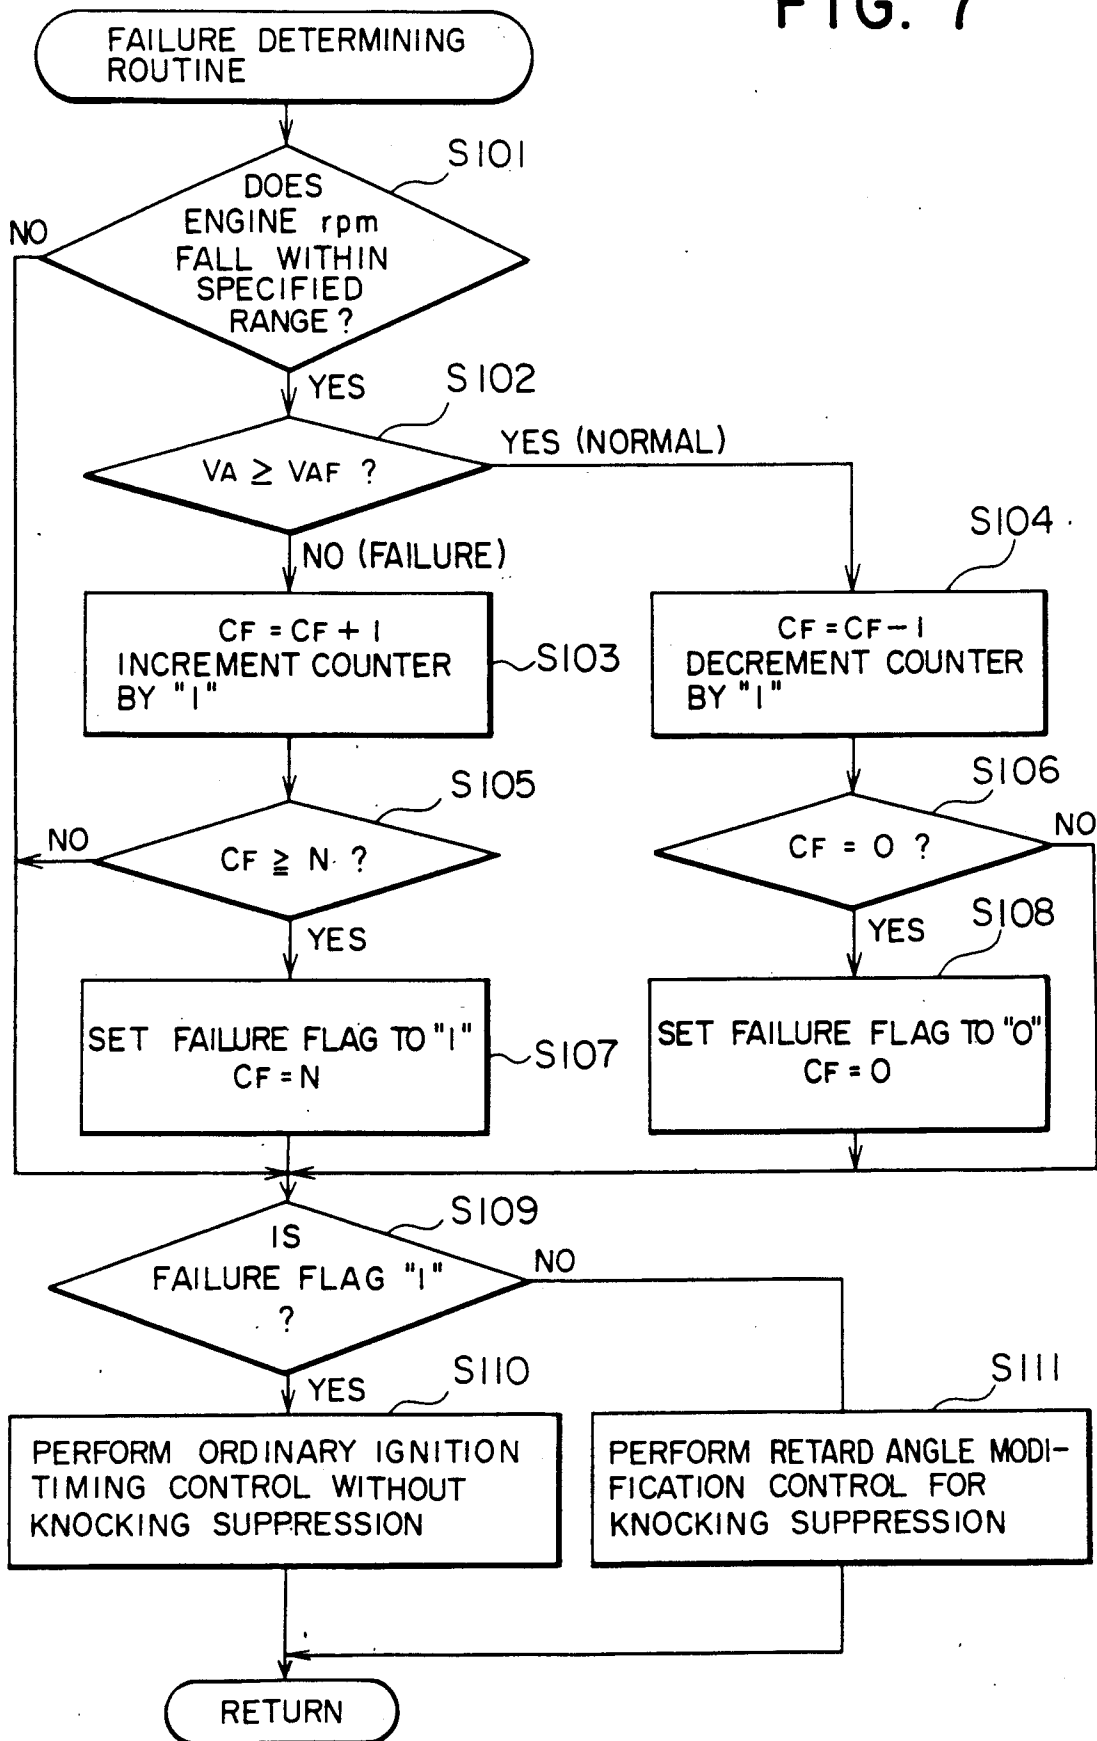 FIG. 7
FAILURE DETERMINING
ROUTINE
S101
DOES
ENGINE rpm
FALL WITHIN
SPECIFIED
RANGE?
NO
YES
S102
VA ≥ VAF ?
YES (NORMAL)
NO (FAILURE)
S104
CF = CF + 1
INCREMENT COUNTER
BY "1"
S103
CF = CF - 1
DECREMENT COUNTER
BY "1"
S105
CF ≧ N ?
NO
YES
S106
CF = 0 ?
NO
YES
S108
SET FAILURE FLAG TO "1"
CF = N
S107
SET FAILURE FLAG TO "0"
CF = 0
S109
IS
FAILURE FLAG "1"
?
NO
YES
S110
S111
PERFORM ORDINARY IGNITION
TIMING CONTROL WITHOUT
KNOCKING SUPPRESSION
PERFORM RETARD ANGLE MODI-
FICATION CONTROL FOR
KNOCKING SUPPRESSION
RETURN